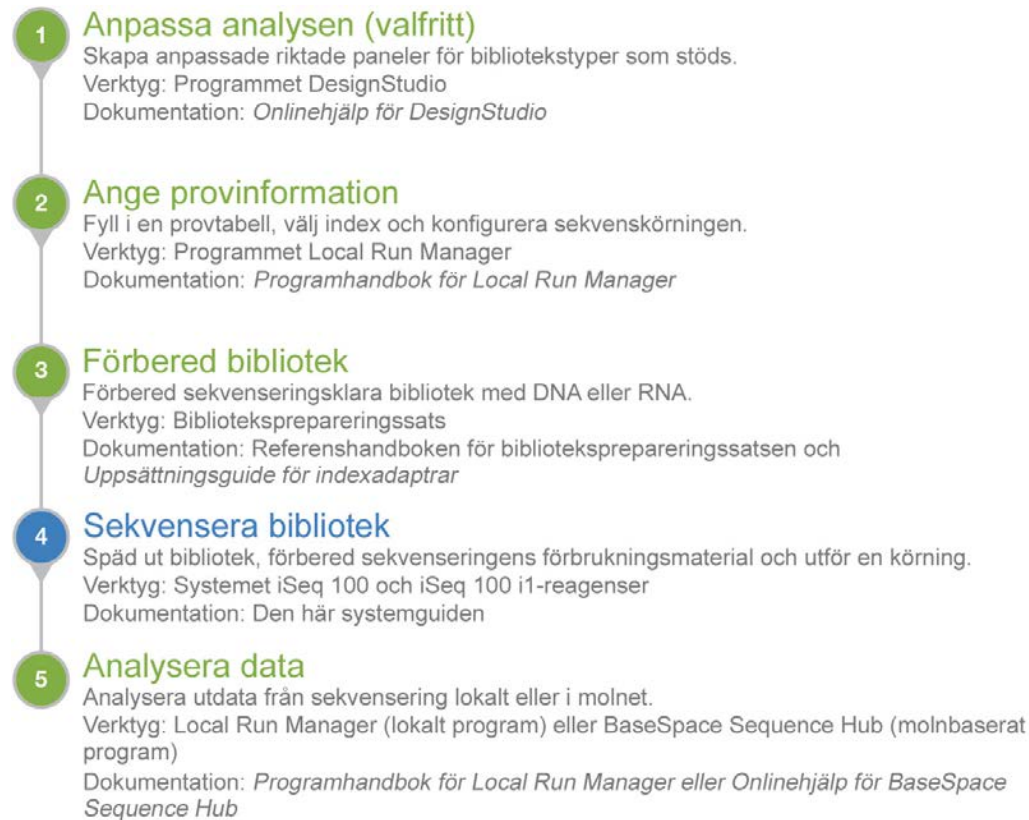 1 Anpassa analysen (valfritt)
Skapa anpassade riktade paneler för bibliotekstyper som stöds.
Verktyg: Programmet DesignStudio
Dokumentation: Onlinehjälp för DesignStudio
2 Ange provinformation
Fyll i en provtabell, välj index och konfigurera sekvenskörningen.
Verktyg: Programmet Local Run Manager
Dokumentation: Programhandbok för Local Run Manager
3 Förbered bibliotek
Förbered sekvenseringsklara bibliotek med DNA eller RNA.
Verktyg: Biblioteksprepareringssats
Dokumentation: Referenshandboken för biblioteksprepareringssatsen och
Uppsättningsguide för indexadaptrar
4 Sekvensera bibliotek
Späd ut bibliotek, förbered sekvenseringens förbrukningsmaterial och utför en körning.
Verktyg: Systemet iSeq 100 och iSeq 100 i1-reagenser
Dokumentation: Den här systemguiden
5 Analysera data
Analysera utdata från sekvensering lokalt eller i molnet.
Verktyg: Local Run Manager (lokalt program) eller BaseSpace Sequence Hub (molnbaserat
program)
Dokumentation: Programhandbok för Local Run Manager eller Onlinehjälp för BaseSpace
Sequence Hub